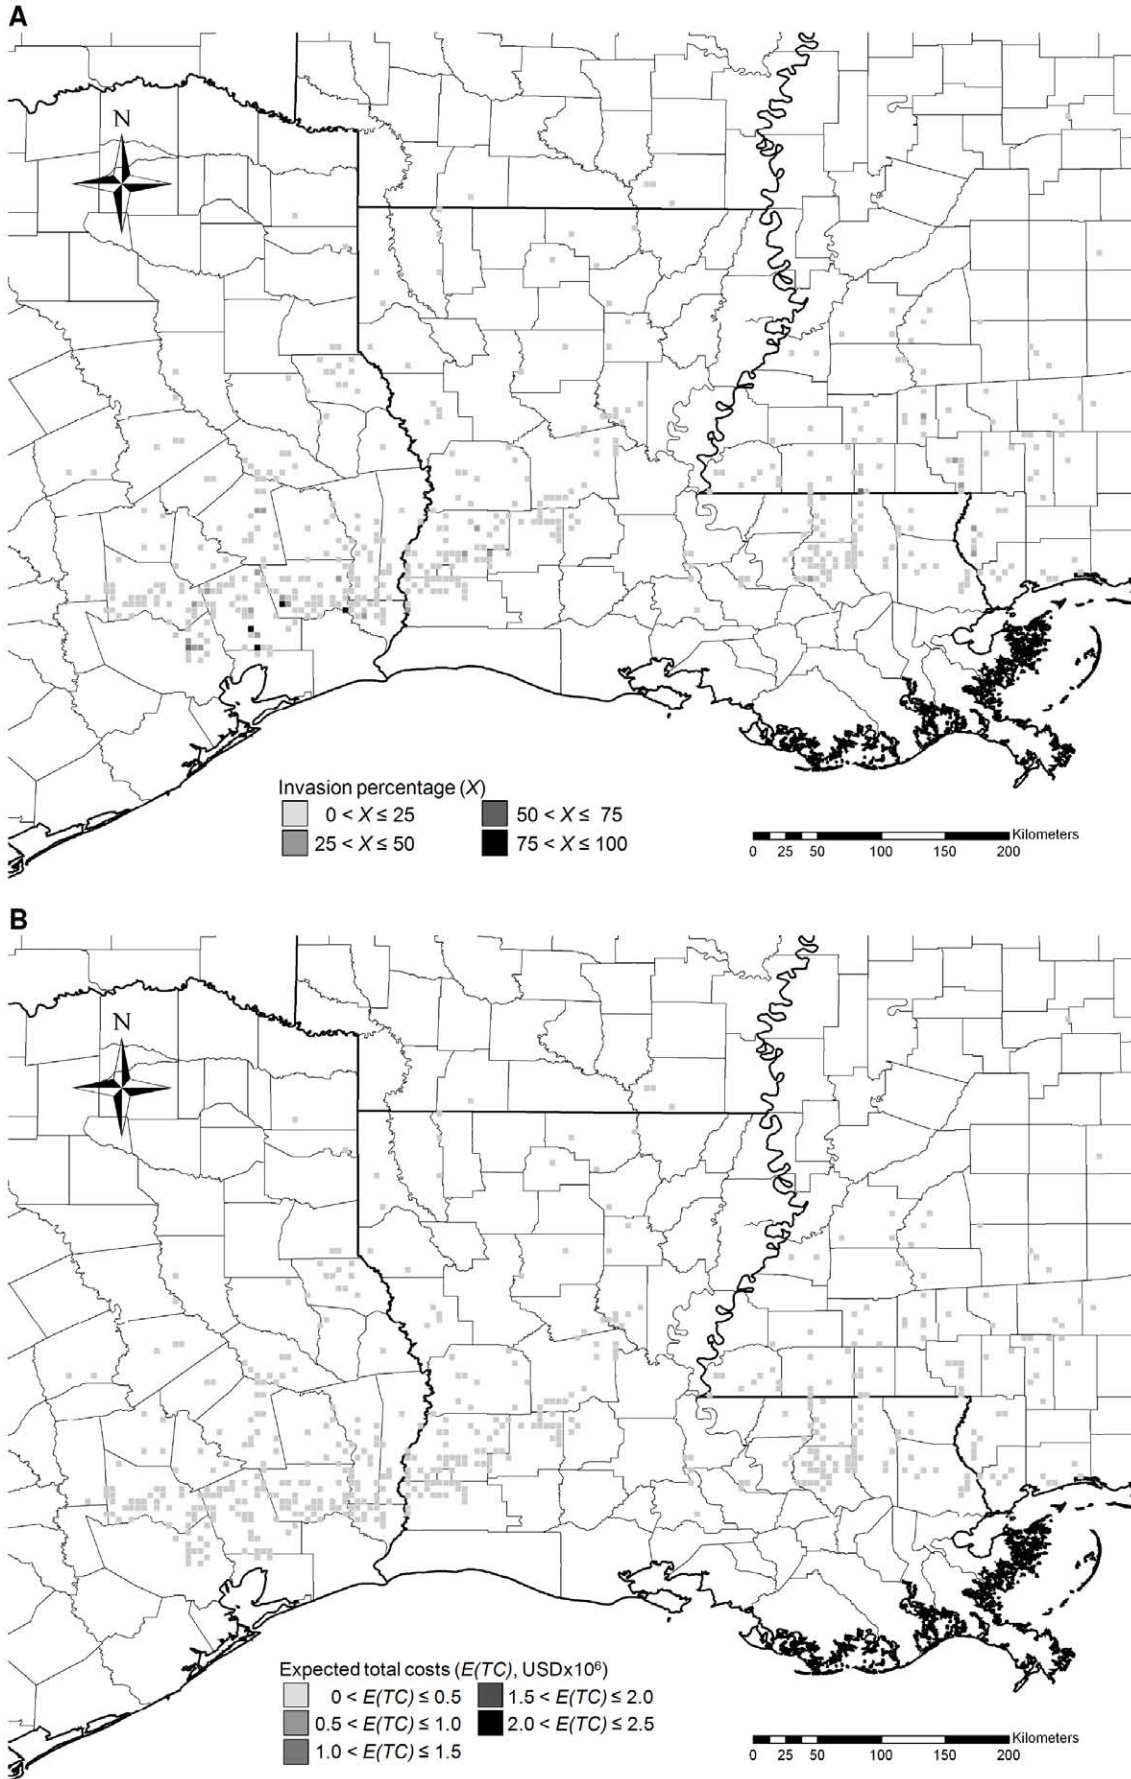 A
N
Invasion percentage (X)
0 < X ≤ 25
50 < X ≤ 75
25 < X ≤ 50
75 < X ≤ 100
Kilometers
0 25 50 100 150 200
B
N
Expected total costs (E(TC), USDx10⁶)
0 < E(TC) ≤ 0.5
1.5 < E(TC) ≤ 2.0
0.5 < E(TC) ≤ 1.0
2.0 < E(TC) ≤ 2.5
1.0 < E(TC) ≤ 1.5
Kilometers
0 25 50 100 150 200